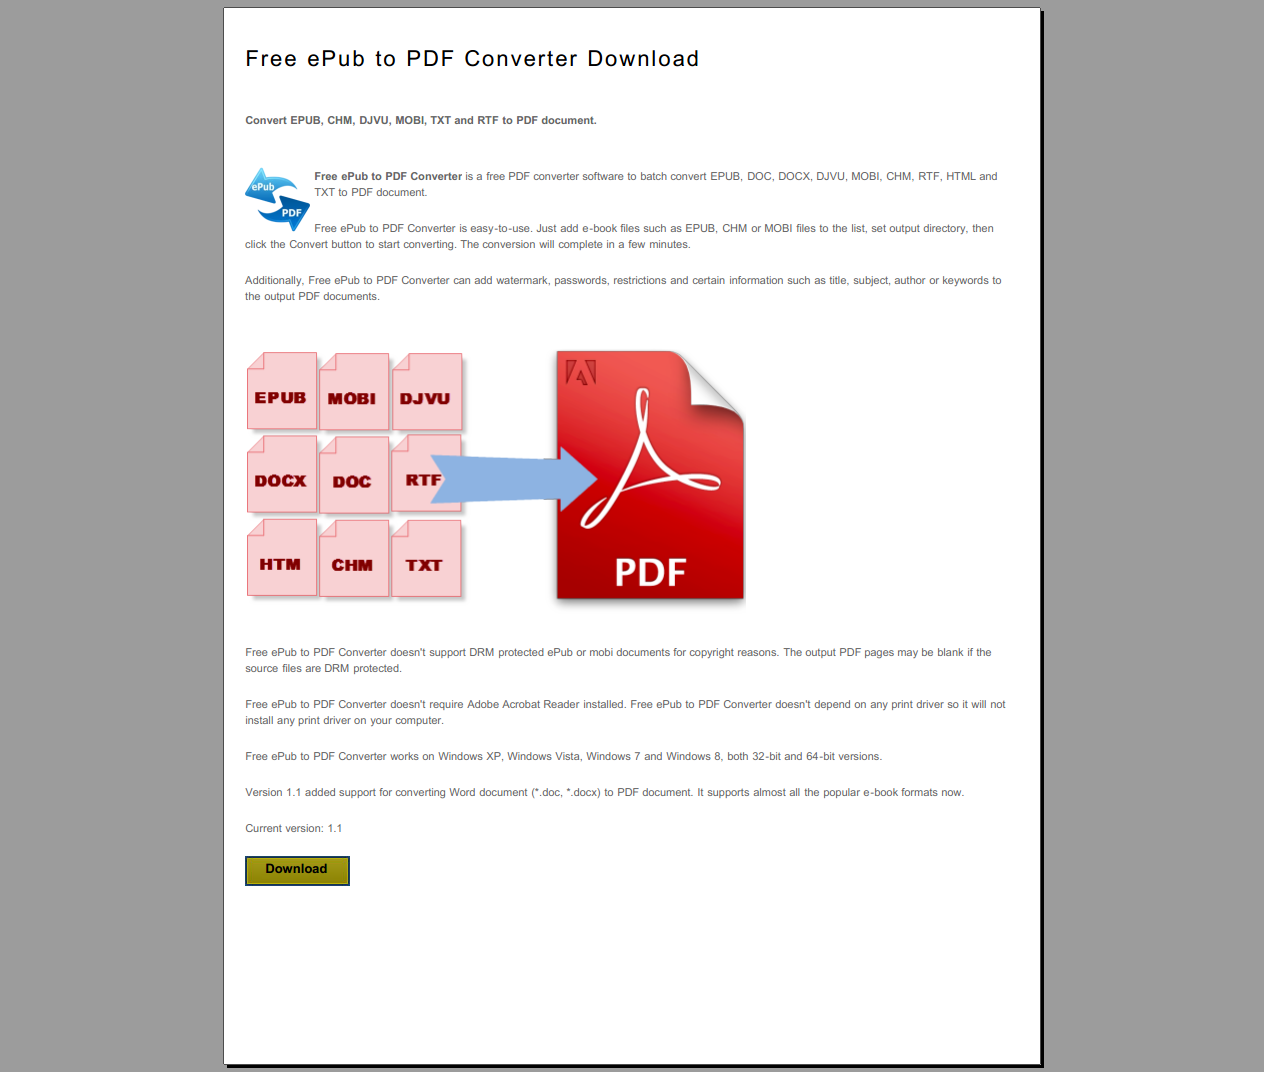 Free ePub to PDF Converter Download
Convert EPUB, CHM, DJVU, MOBI, TXT and RTF to PDF document.
ePub
PDF
Free ePub to PDF Converter is a free PDF converter software to batch convert EPUB, DOC, DOCX, DJVU, MOBI, CHM, RTF, HTML and
TXT to PDF document.
Free ePub to PDF Converter is easy-to-use. Just add e-book files such as EPUB, CHM or MOBI files to the list, set output directory, then
click the Convert button to start converting. The conversion will complete in a few minutes.
Additionally, Free ePub to PDF Converter can add watermark, passwords, restrictions and certain information such as title, subject, author or keywords to
the output PDF documents.
EPUB MOBI DJVU
DOCX DOC RTF
HTM CHM TXT
PDF
Free ePub to PDF Converter doesn't support DRM protected ePub or mobi documents for copyright reasons. The output PDF pages may be blank if the
source files are DRM protected.
Free ePub to PDF Converter doesn't require Adobe Acrobat Reader installed. Free ePub to PDF Converter doesn't depend on any print driver so it will not
install any print driver on your computer.
Free ePub to PDF Converter works on Windows XP, Windows Vista, Windows 7 and Windows 8, both 32-bit and 64-bit versions.
Version 1.1 added support for converting Word document (*.doc, *.docx) to PDF document. It supports almost all the popular e-book formats now.
Current version: 1.1
Download